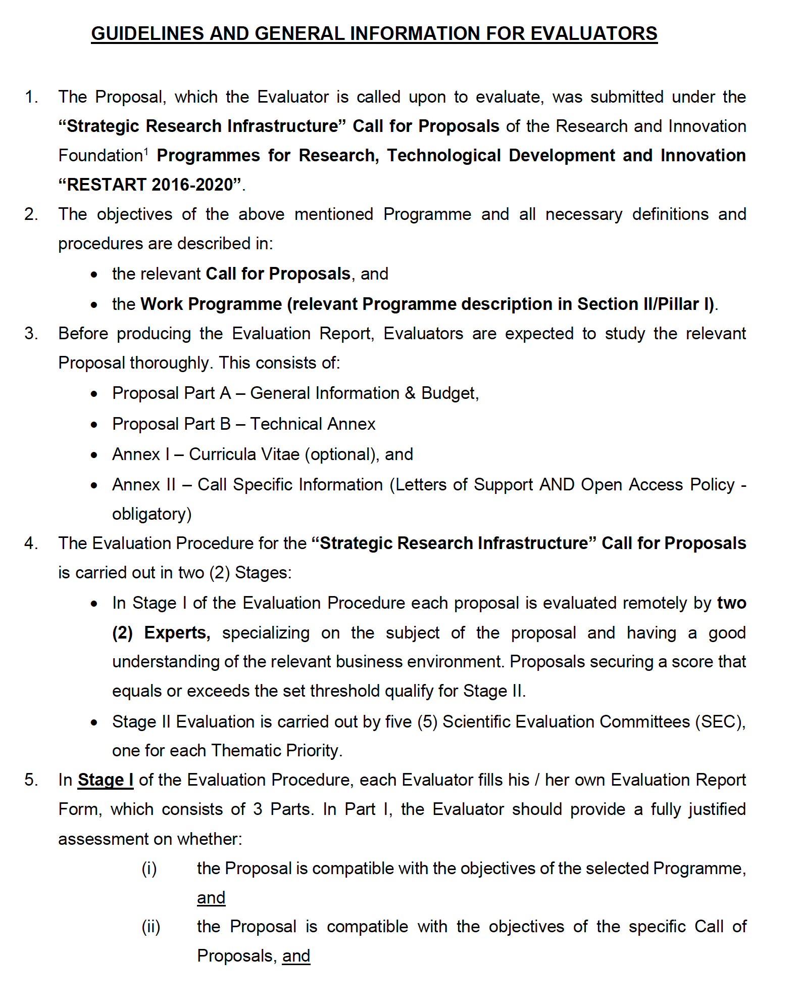 GUIDELINES AND GENERAL INFORMATION FOR EVALUATORS
1. The Proposal, which the Evaluator is called upon to evaluate, was submitted under the
“Strategic Research Infrastructure” Call for Proposals of the Research and Innovation
Foundation¹ Programmes for Research, Technological Development and Innovation
“RESTART 2016-2020”.
2. The objectives of the above mentioned Programme and all necessary definitions and
procedures are described in:
• the relevant Call for Proposals, and
• the Work Programme (relevant Programme description in Section II/Pillar I).
3. Before producing the Evaluation Report, Evaluators are expected to study the relevant
Proposal thoroughly. This consists of:
• Proposal Part A – General Information & Budget,
• Proposal Part B – Technical Annex
• Annex I – Curricula Vitae (optional), and
• Annex II – Call Specific Information (Letters of Support AND Open Access Policy -
obligatory)
4. The Evaluation Procedure for the “Strategic Research Infrastructure” Call for Proposals
is carried out in two (2) Stages:
• In Stage I of the Evaluation Procedure each proposal is evaluated remotely by two
(2) Experts, specializing on the subject of the proposal and having a good
understanding of the relevant business environment. Proposals securing a score that
equals or exceeds the set threshold qualify for Stage II.
• Stage II Evaluation is carried out by five (5) Scientific Evaluation Committees (SEC),
one for each Thematic Priority.
5. In Stage I of the Evaluation Procedure, each Evaluator fills his / her own Evaluation Report
Form, which consists of 3 Parts. In Part I, the Evaluator should provide a fully justified
assessment on whether:
(i) the Proposal is compatible with the objectives of the selected Programme,
and
(ii) the Proposal is compatible with the objectives of the specific Call of
Proposals, and